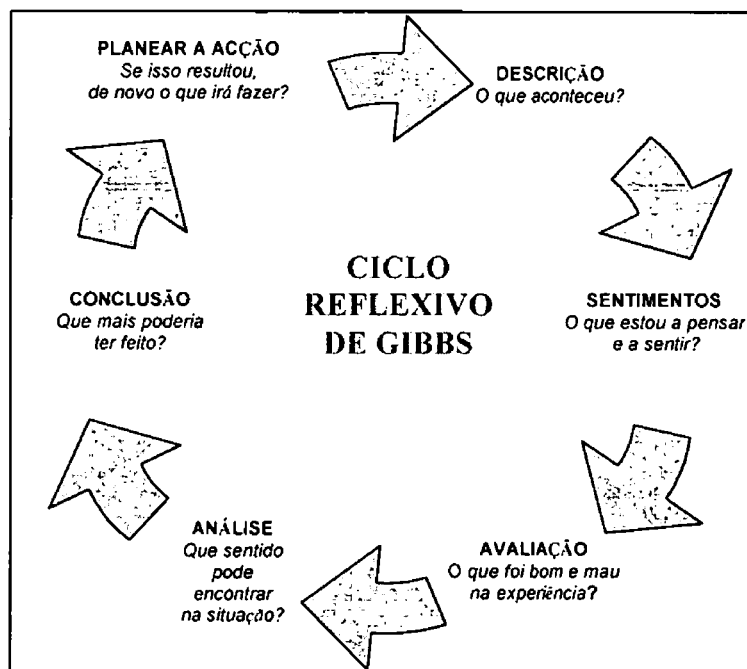 PLANEAR A ACÇÃO
Se isso resultou,
de novo o que irá fazer?
DESCRIÇÃO
O que aconteceu?
CICLO
REFLEXIVO
DE GIBBS
SENTIMENTOS
O que estou a pensar
e a sentir?
AVALIAÇÃO
O que foi bom e mau
na experiência?
ANÁLISE
Que sentido
pode
encontrar
na situação?
CONCLUSÃO
Que mais poderia
ter feito?